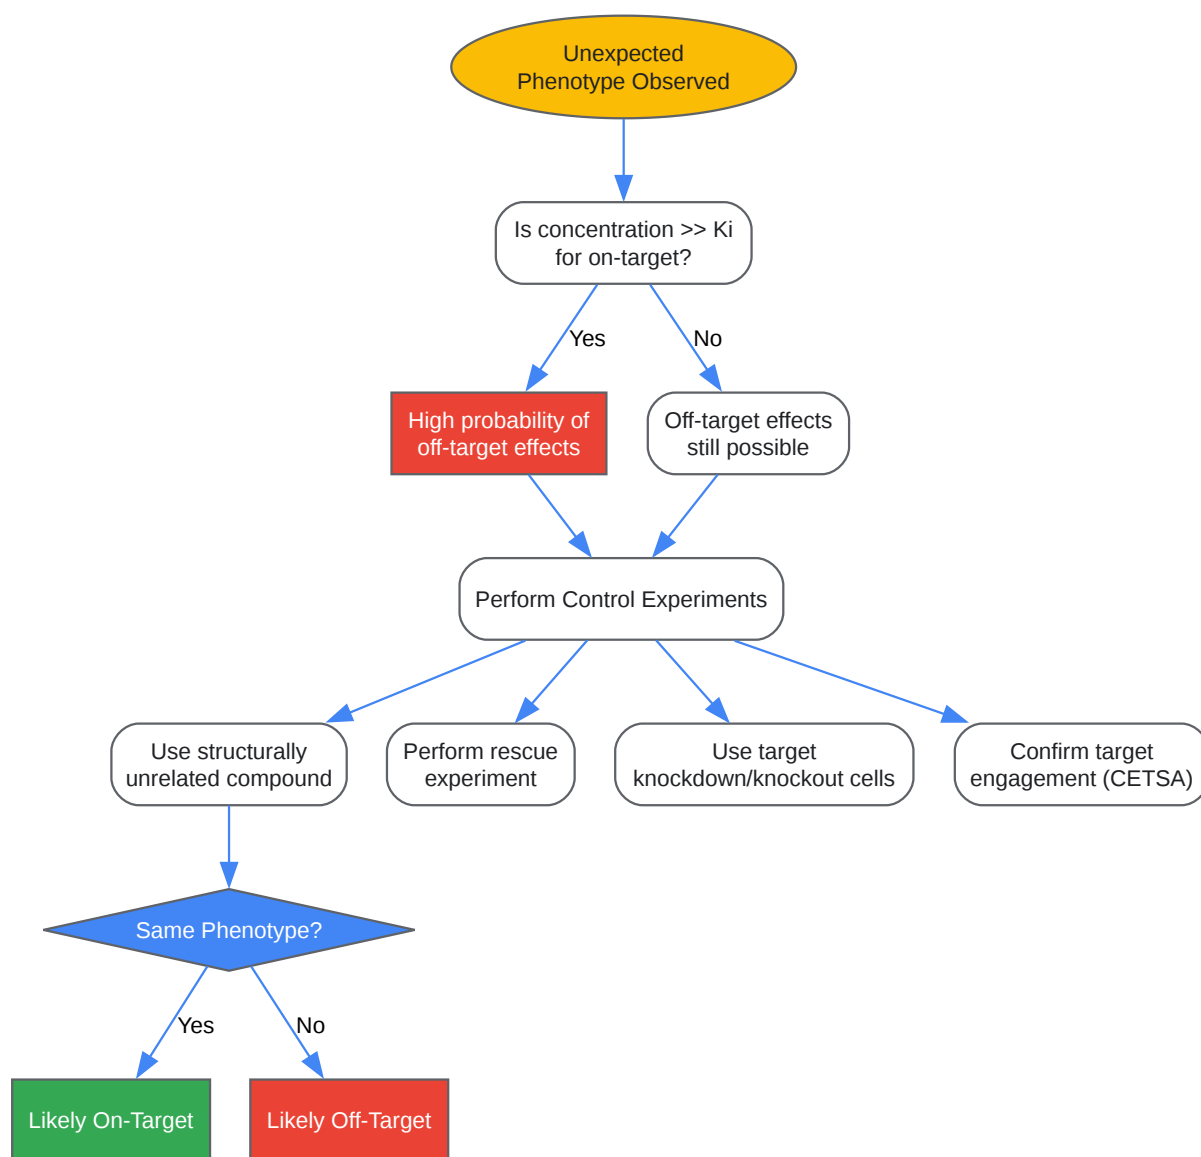 Unexpected
Phenotype Observed
Is concentration >> Ki
for on-target?
Yes
No
High probability of
off-target effects
Off-target effects
still possible
Perform Control Experiments
Use structurally
unrelated compound
Perform rescue
experiment
Use target
knockdown/knockout cells
Confirm target
engagement (CETSA)
Same Phenotype?
Yes
No
Likely On-Target
Likely Off-Target